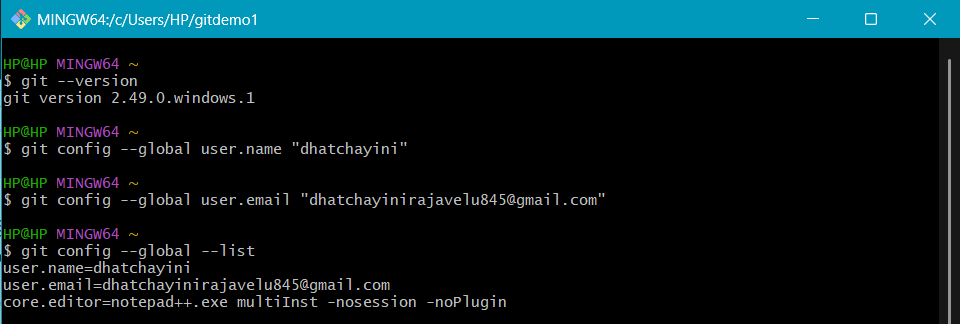 MINGW64:/c/Users/HP/gitdemo1
HP@HP MINGW64 ~
$ git --version
git version 2.49.0.windows.1
HP@HP MINGW64 ~
$ git config --global user.name "dhatchayini"
HP@HP MINGW64 ~
$ git config --global user.email "dhatchayinirajavelu845@gmail.com"
HP@HP MINGW64 ~
$ git config --global --list
user.name=dhatchayini
user.email=dhatchayinirajavelu845@gmail.com
core.editor=notepad++.exe multiInst -nosession -noPlugin